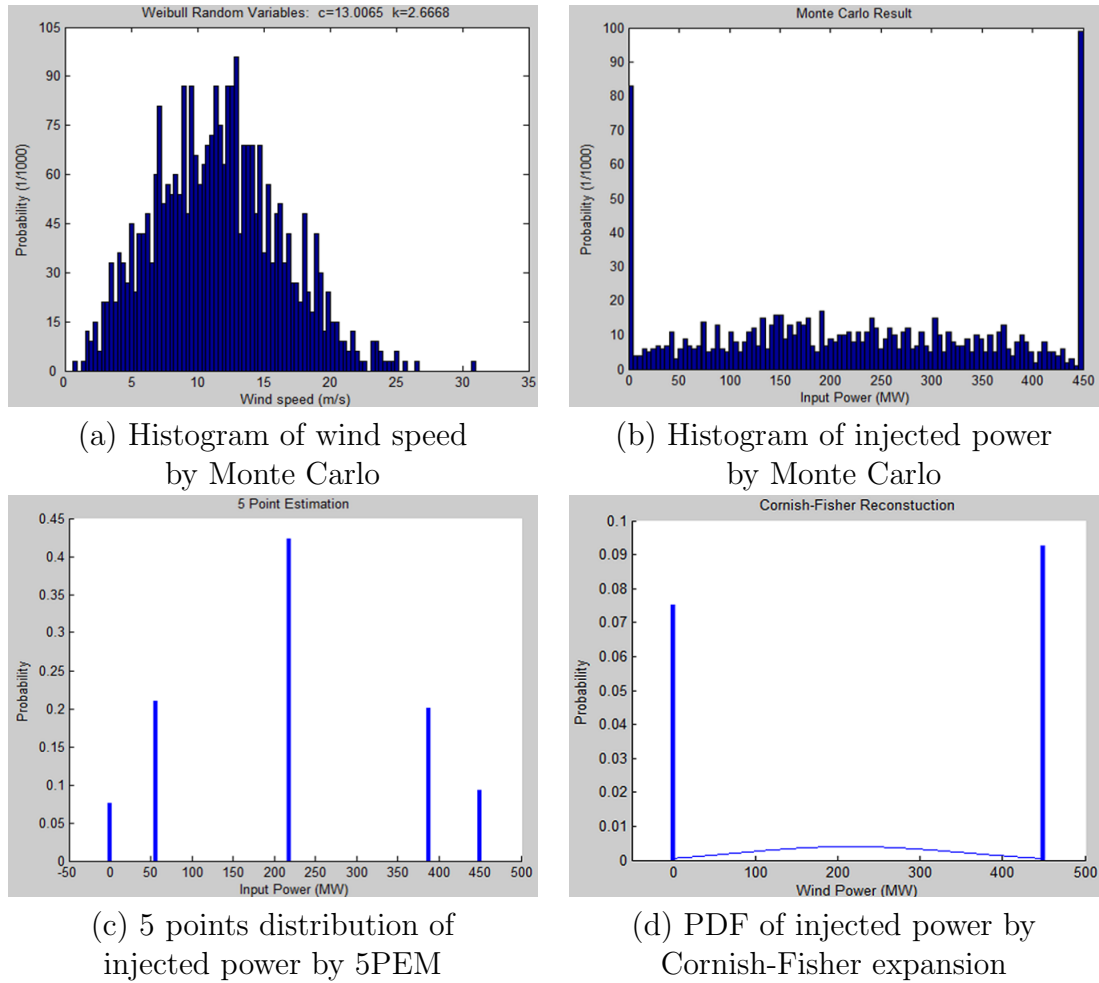 Weibull Random Variables: c=13.0065 k=2.6668
Probability (1/1000)
105
90
75
60
45
30
15
0
0 5 10 15 20 25 30 35
Wind speed (m/s)
(a) Histogram of wind speed
by Monte Carlo
Monte Carlo Result
Probability (1/1000)
100
90
80
70
60
50
40
30
20
10
0
0 50 100 150 200 250 300 350 400 450
Input Power (MW)
(b) Histogram of injected power
by Monte Carlo
5 Point Estimation
Probability
0.45
0.4
0.35
0.3
0.25
0.2
0.15
0.1
0.05
0
-50 0 50 100 150 200 250 300 350 400 450 500
Input Power (MW)
(c) 5 points distribution of
injected power by 5PEM
Cornish-Fisher Reconstuction
Probability
0.1
0.09
0.08
0.07
0.06
0.05
0.04
0.03
0.02
0.01
0
0 100 200 300 400 500
Wind Power (MW)
(d) PDF of injected power by
Cornish-Fisher expansion